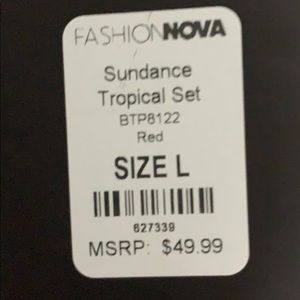 FASHIONNOVA
Sundance
Tropical Set
BTP8122
Red
SIZE L
627339
MSRP: $49.99